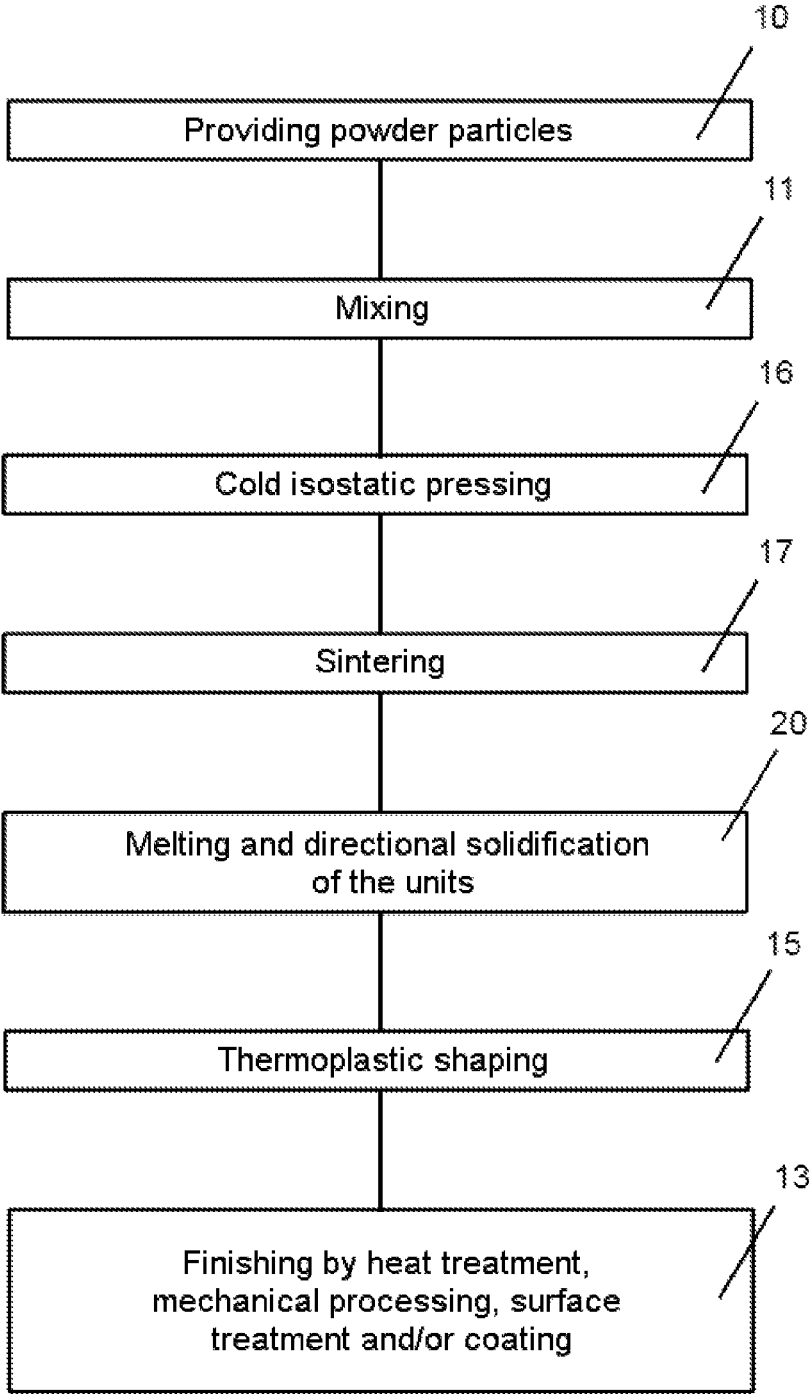 10
Providing powder particles
11
Mixing
16
Cold isostatic pressing
17
Sintering
20
Melting and directional solidification
of the units
15
Thermoplastic shaping
13
Finishing by heat treatment,
mechanical processing, surface
treatment and/or coating